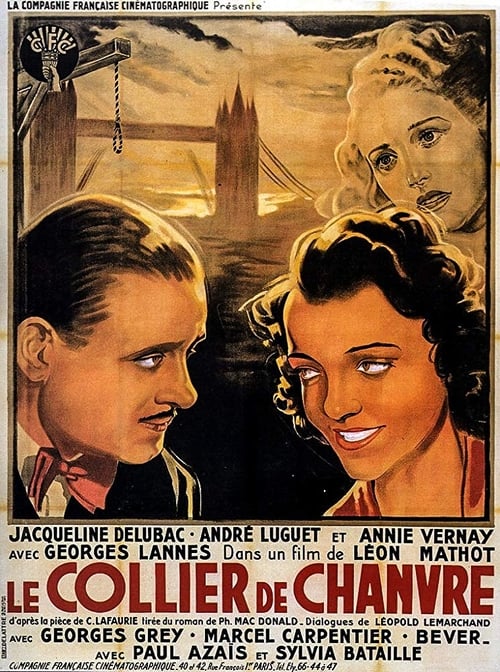 LA COMPAGNIE FRANÇAISE CINÉMATOGRAPHIQUE Présente
JACQUELINE DELUBAC · ANDRÉ LUGUET ET ANNIE VERNAY
AVEC GEORGES LANNES Dans un film de LÉON MATHOT
LE COLLIER DE CHANVRE
d'après la pièce de C. LAFAURIE tirée du roman de Ph. MAC DONALD - Dialogues de LÉOPOLD LEMARCHAND
AVEC GEORGES GREY · MARCEL CARPENTIER · BEVER -
AVEC PAUL AZAÏS ET SYLVIA BATAILLE
COMPAGNIE FRANÇAISE CINÉMATOGRAPHIQUE. 40 et 42, Rue François 1er PARIS. Tél. Ély. 66-44 à 47